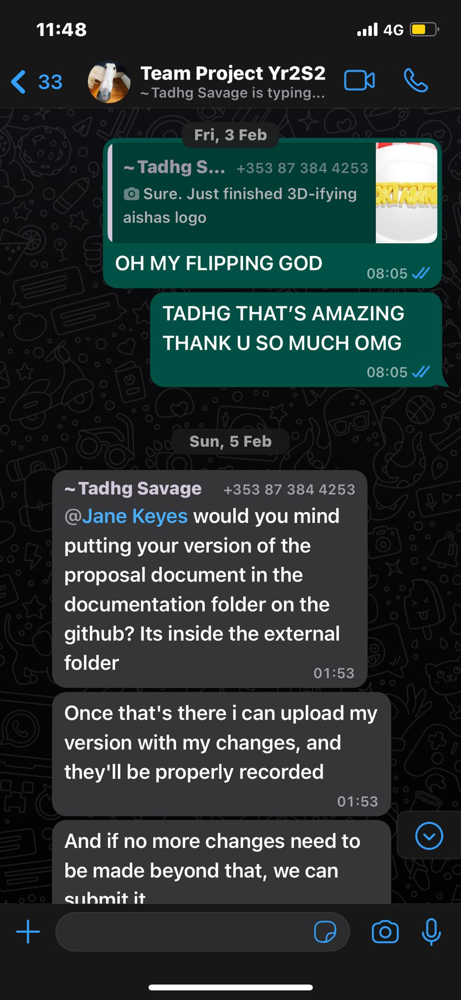 11:48
4G
33
Team Project Yr2S2
~Tadhg Savage is typing...
Fri, 3 Feb
~Tadhg S... +353 87 384 4253
Sure. Just finished 3D-ifying
aishas logo
OH MY FLIPPING GOD
08:05
TADHG THAT’S AMAZING
THANK U SO MUCH OMG
08:05
Sun, 5 Feb
~Tadhg Savage +353 87 384 4253
@Jane Keyes would you mind
putting your version of the
proposal document in the
documentation folder on the
github? Its inside the external
folder
01:53
Once that's there i can upload my
version with my changes, and
they'll be properly recorded
01:53
And if no more changes need to
be made beyond that, we can
submit it